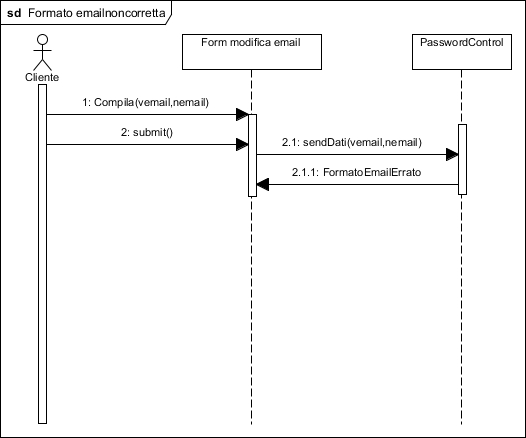 sd Formato emailnoncorretta
Form modifica email
PasswordControl
Cliente
1: Compila(vemail,nemail)
2: submit()
2.1: sendDati(vemail,nemail)
2.1.1: FormatoEmailErrato